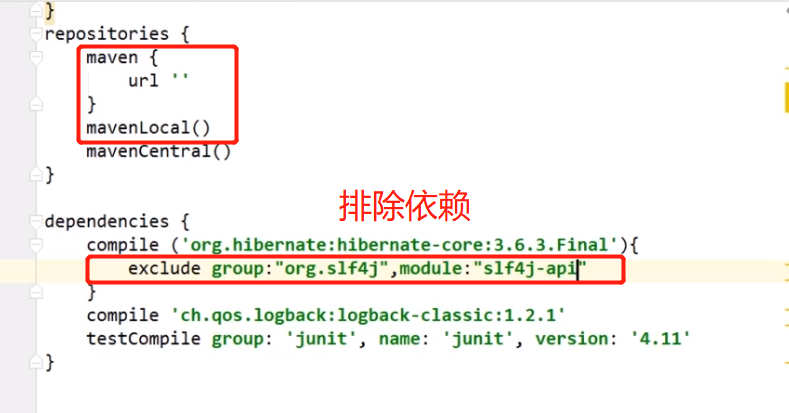 }
repositories {
    maven {
        url ''
    }
    mavenLocal()
    mavenCentral()
}
排除依赖
dependencies {
    compile ('org.hibernate:hibernate-core:3.6.3.Final'){
        exclude group:"org.slf4j",module:"slf4j-api"
    }
    compile 'ch.qos.logback:logback-classic:1.2.1'
    testCompile group: 'junit', name: 'junit', version: '4.11'
}